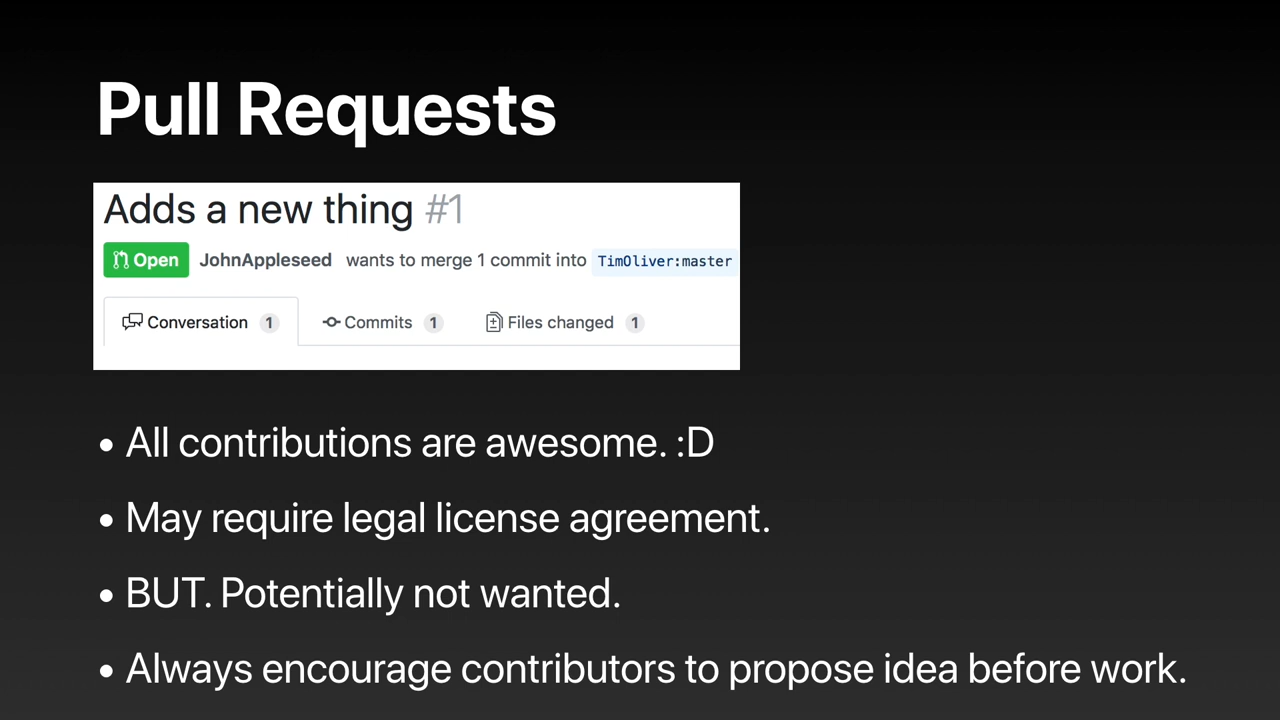 Pull Requests
Adds a new thing #1
Open JohnAppleseed wants to merge 1 commit into TimOliver:master
Conversation 1 Commits 1 Files changed 1
• All contributions are awesome. :D
• May require legal license agreement.
• BUT. Potentially not wanted.
• Always encourage contributors to propose idea before work.